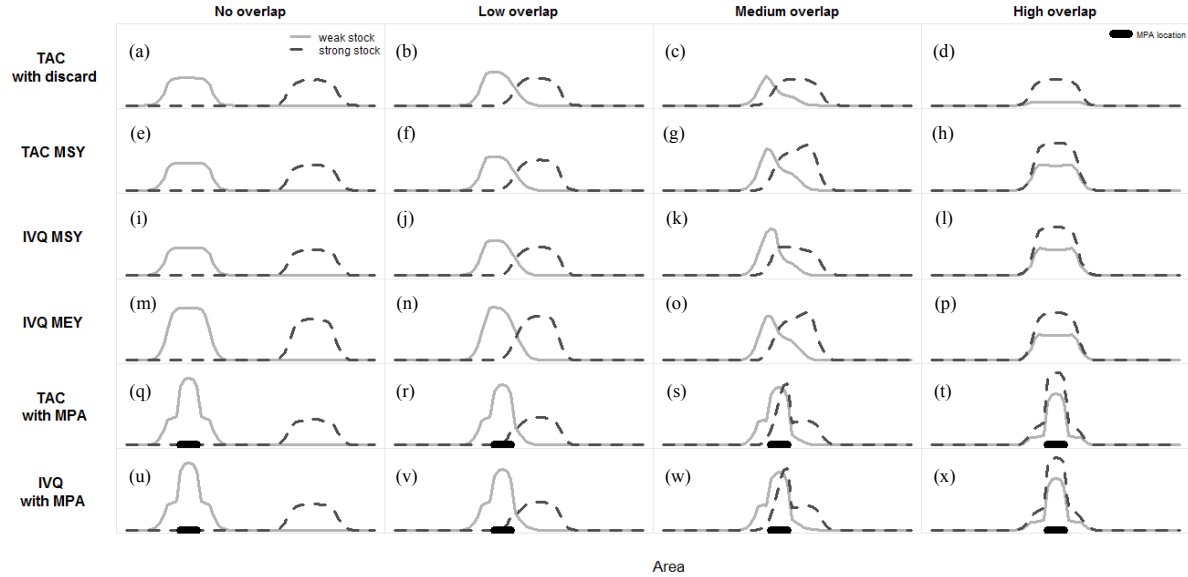 No overlap
Low overlap
Medium overlap
High overlap
TAC
with discard
(a)
weak stock
strong stock
(b)
(c)
(d)
MPA location
TAC MSY
(e)
(f)
(g)
(h)
IVQ MSY
(i)
(j)
(k)
(l)
IVQ MEY
(m)
(n)
(o)
(p)
TAC
with MPA
(q)
(r)
(s)
(t)
IVQ
with MPA
(u)
(v)
(w)
(x)
Area